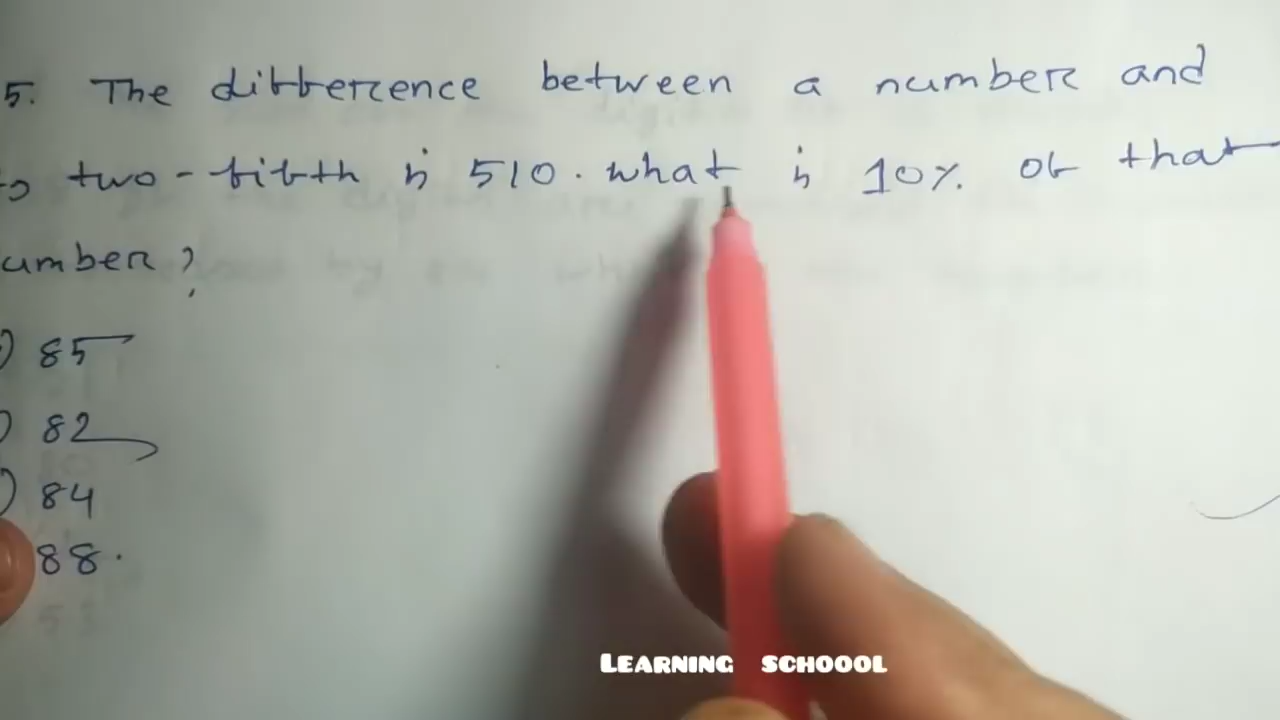 5. The difference between a number and
two-fifth is 510. what is 10% of that
umber?
) 85
) 82
) 84
88.
LEARNING SCHOOOL